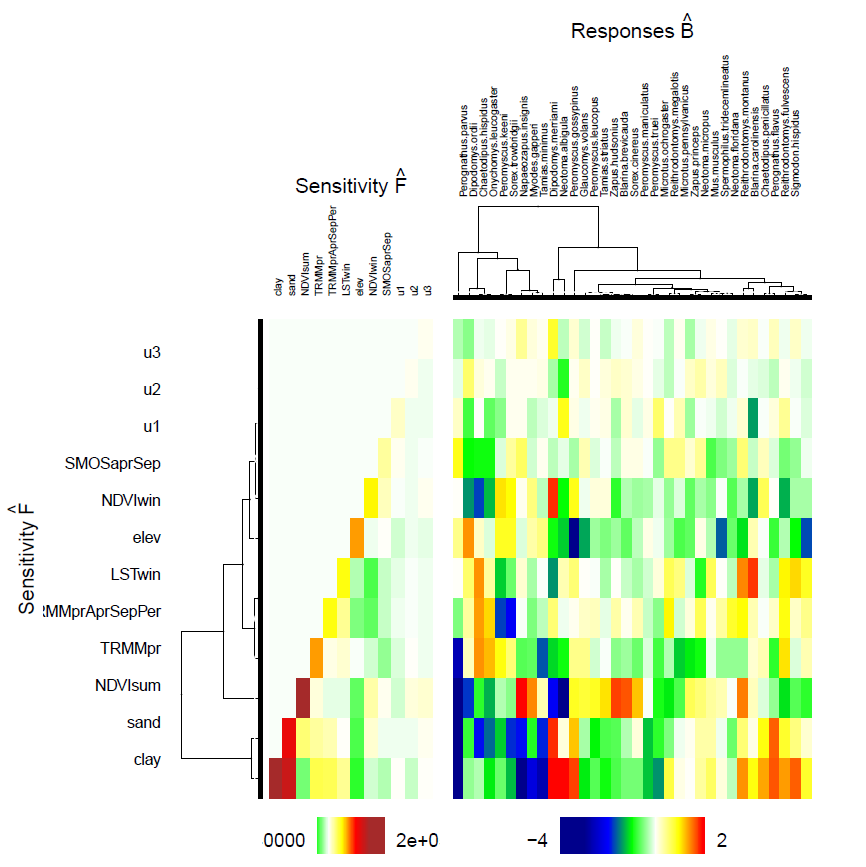 Responses B̂
Perognathus.parvus
Dipodomys.ordii
Chaetodipus.hispidus
Onychomys.leucogaster
Peromyscus.keeni
Sorex.trowbridgii
Napaeozapus.insignis
Myodes.gapperi
Tamias.minimus
Dipodomys.merriami
Neotoma.albigula
Peromyscus.gossypinus
Glaucomys.volans
Peromyscus.leucopus
Tamias.striatus
Zapus.hudsonius
Blarina.brevicauda
Sorex.cinereus
Peromyscus.maniculatus
Peromyscus.truei
Microtus.ochrogaster
Reithrodontomys.megalotis
Microtus.pennsylvanicus
Zapus.princeps
Neotoma.micropus
Mus.musculus
Spermophilus.tridecemlineatus
Neotoma.floridana
Reithrodontomys.montanus
Blarina.carolinensis
Chaetodipus.penicillatus
Perognathus.flavus
Reithrodontomys.fulvescens
Sigmodon.hispidus
Sensitivity F̂
clay
sand
NDVIsum
TRMMpr
TRMMprAprSepPer
LSTwin
elev
NDVIwin
SMOSaprSep
u1
u2
u3
u3
u2
u1
SMOSaprSep
NDVIwin
elev
LSTwin
RMMprAprSepPer
TRMMpr
NDVIsum
sand
clay
Sensitivity F̂
0000 2e+0
−4 2